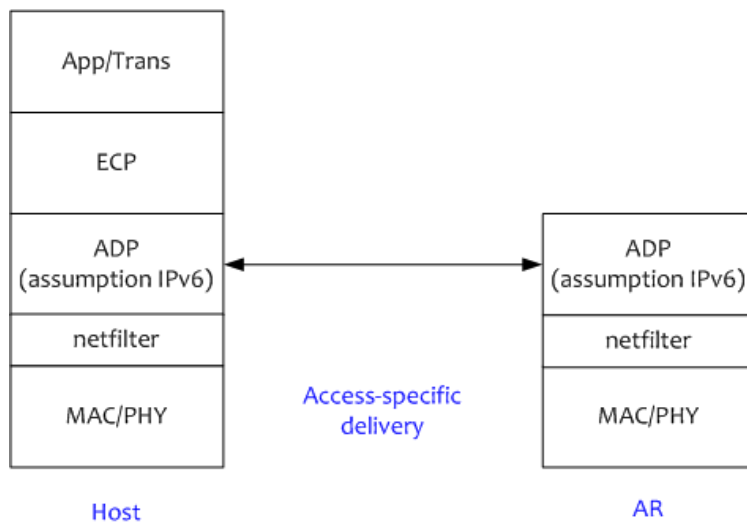 App/Trans
ECP
ADP
(assumption IPv6)
netfilter
MAC/PHY
Host
Access-specific
delivery
ADP
(assumption IPv6)
netfilter
MAC/PHY
AR